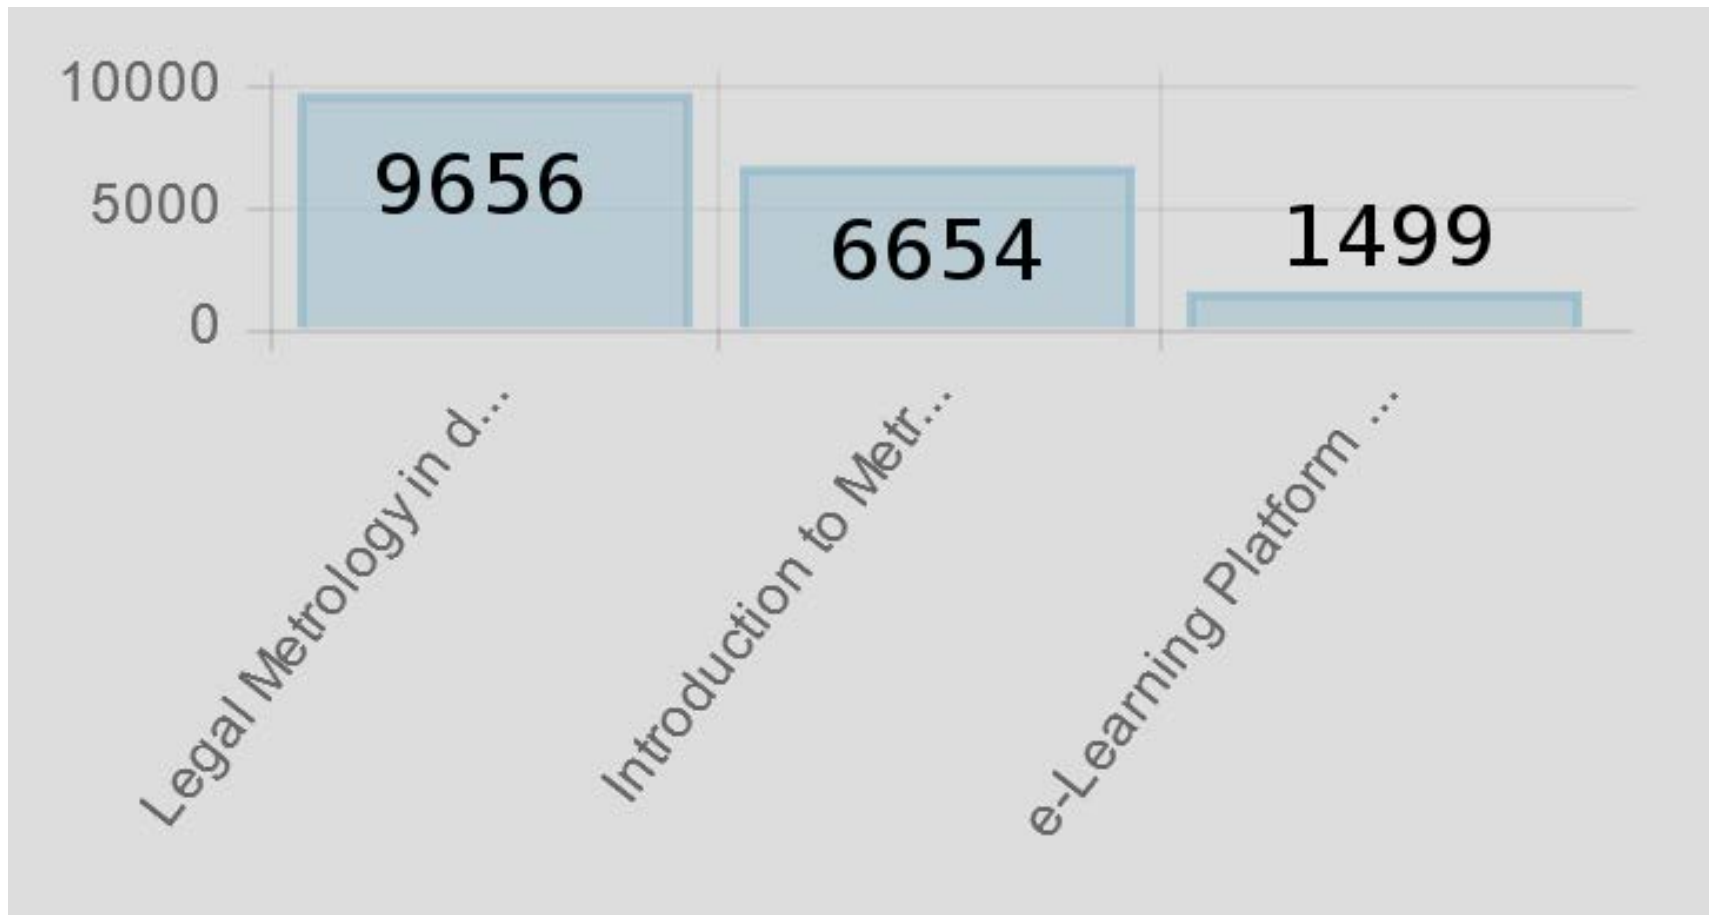 10000
5000
0
9656
6654
1499
Legal Metrology in d...
Introduction to Metr...
e-Learning Platform ...